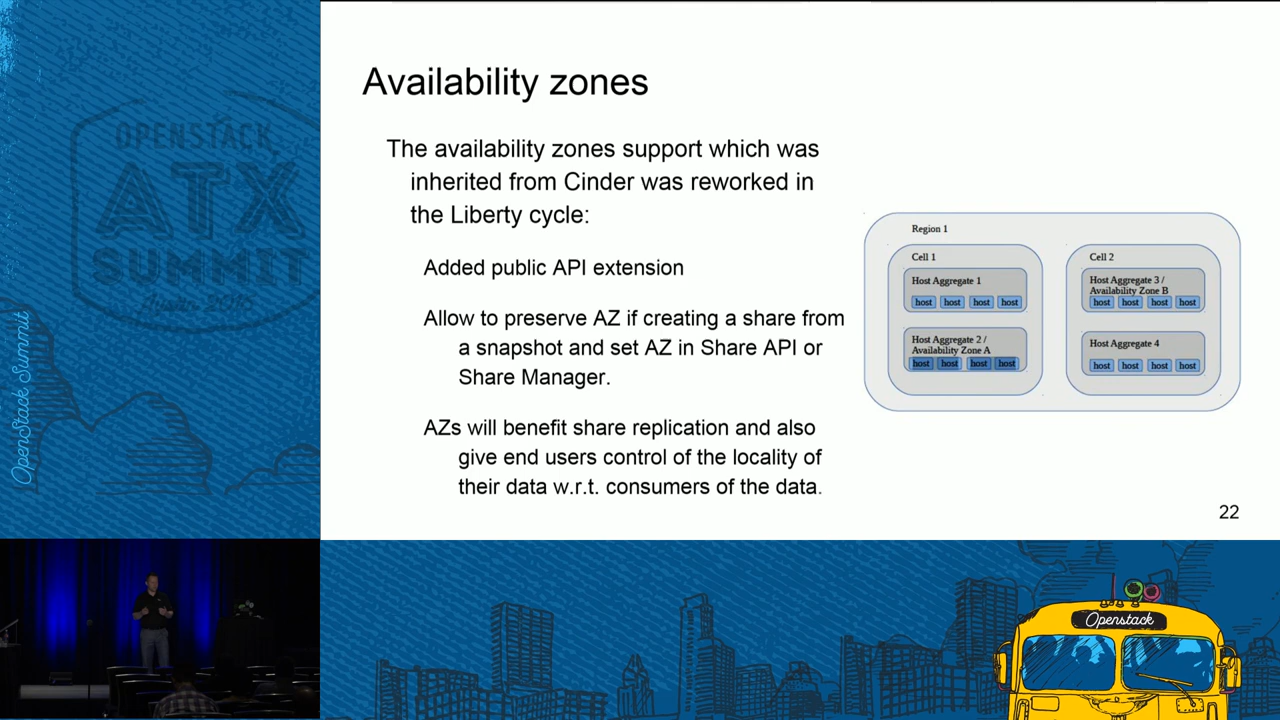 Availability zones
The availability zones support which was
inherited from Cinder was reworked in
the Liberty cycle:
Added public API extension
Allow to preserve AZ if creating a share from
a snapshot and set AZ in Share API or
Share Manager.
AZs will benefit share replication and also
give end users control of the locality of
their data w.r.t. consumers of the data.
Region 1
Cell 1
Host Aggregate 1
host host host host
Host Aggregate 2 /
Availability Zone A
host host host host
Cell 2
Host Aggregate 3 /
Availability Zone B
host host host host
Host Aggregate 4
host host host host
22
OPENSTACK
ATX
SUMMIT
OpenStack Summit
Openstack